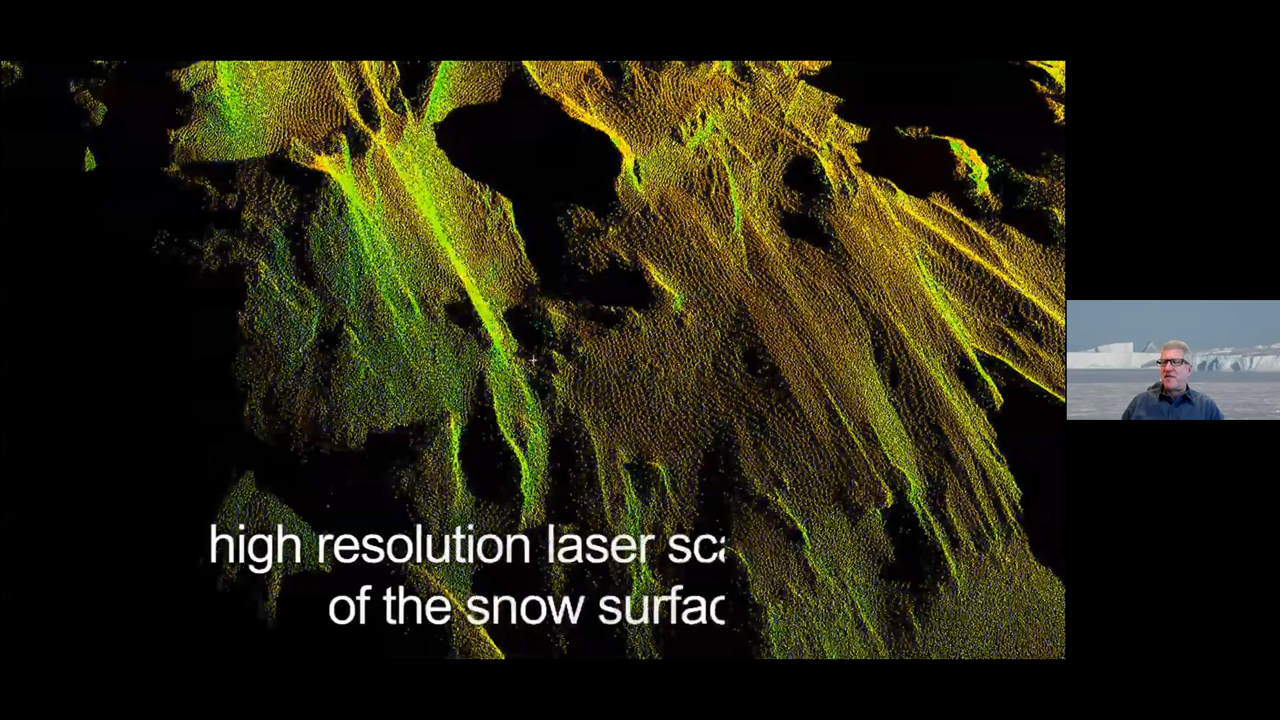 high resolution laser sca
of the snow surfac